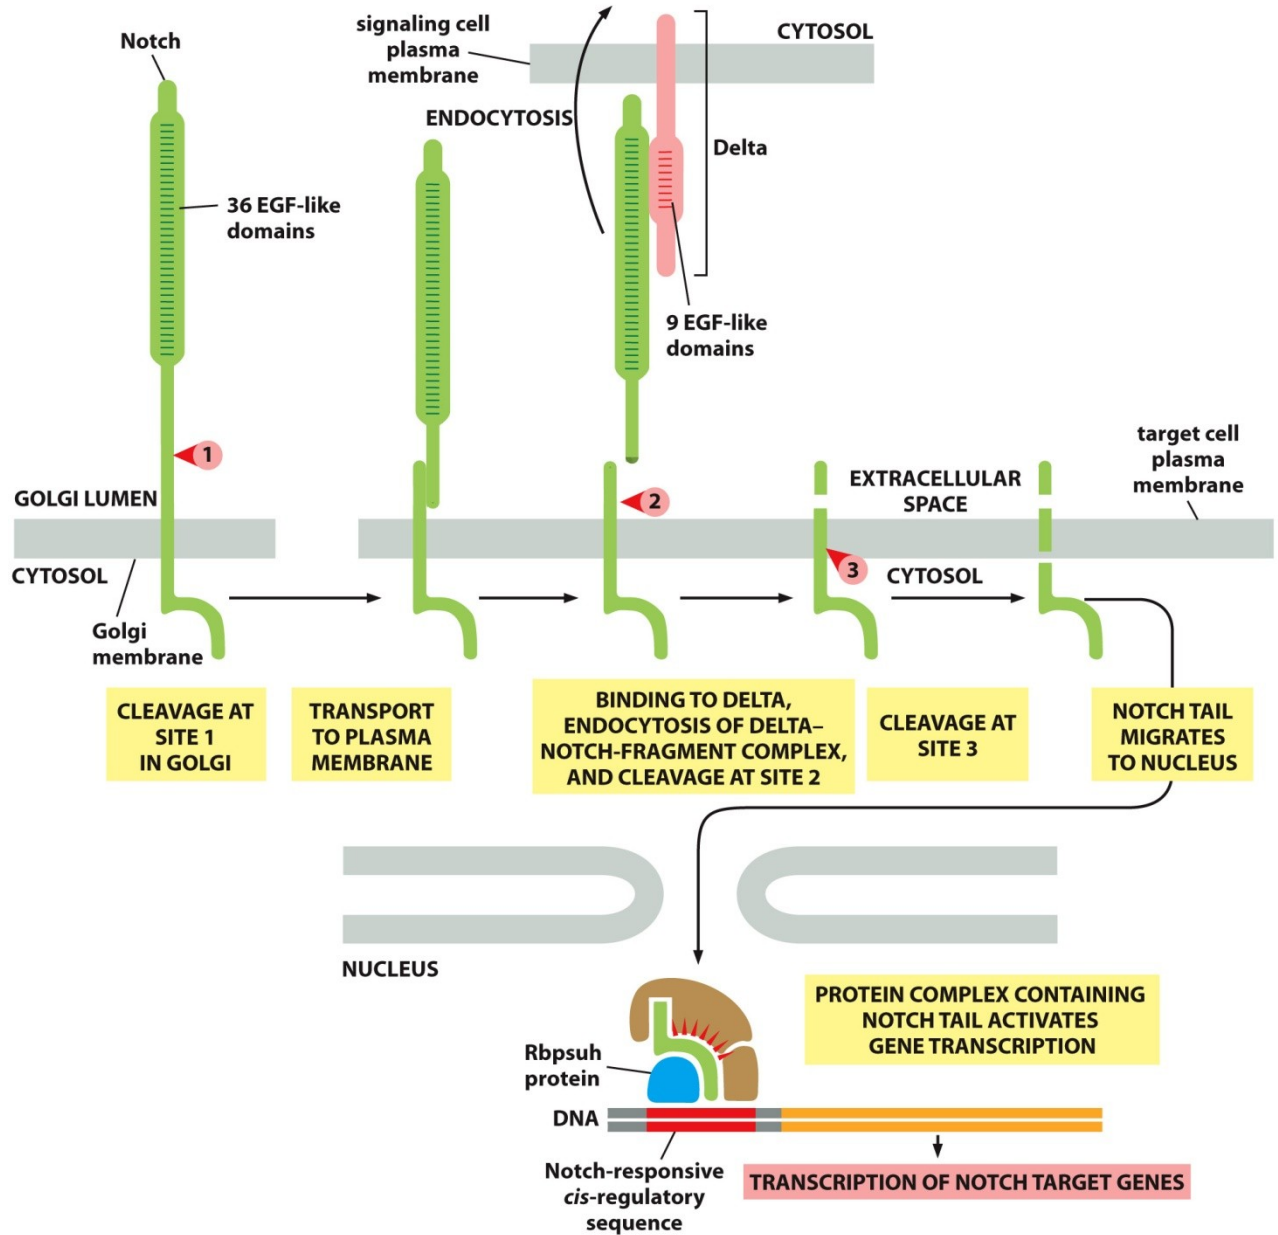 Notch
36 EGF-like
domains
signaling cell
plasma
membrane
CYTOSOL
ENDOCYTOSIS
Delta
9 EGF-like
domains
1
GOLGI LUMEN
CYTOSOL
Golgi
membrane
2
3
EXTRACELLULAR
SPACE
CYTOSOL
target cell
plasma
membrane
CLEAVAGE AT
SITE 1
IN GOLGI
TRANSPORT
TO PLASMA
MEMBRANE
BINDING TO DELTA,
ENDOCYTOSIS OF DELTA–
NOTCH-FRAGMENT COMPLEX,
AND CLEAVAGE AT SITE 2
CLEAVAGE AT
SITE 3
NOTCH TAIL
MIGRATES
TO NUCLEUS
NUCLEUS
PROTEIN COMPLEX CONTAINING
NOTCH TAIL ACTIVATES
GENE TRANSCRIPTION
Rbpsuh
protein
DNA
Notch-responsive
cis-regulatory
sequence
TRANSCRIPTION OF NOTCH TARGET GENES